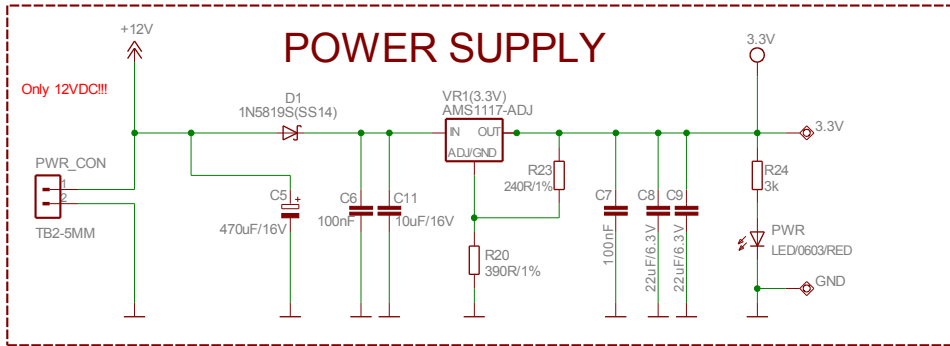 POWER SUPPLY
+12V
3.3V
Only 12VDC!!!
D1
1N5819S(SS14)
VR1(3.3V)
AMS1117-ADJ
IN OUT
ADJ/GND
3.3V
PWR_CON
1
2
TB2-5MM
R23
240R/1%
R24
3k
C5
+
470uF/16V
C6
100nF
C11
10uF/16V
C7
100nF
C8
22uF/6.3V
C9
22uF/6.3V
R20
390R/1%
PWR
LED/0603/RED
GND